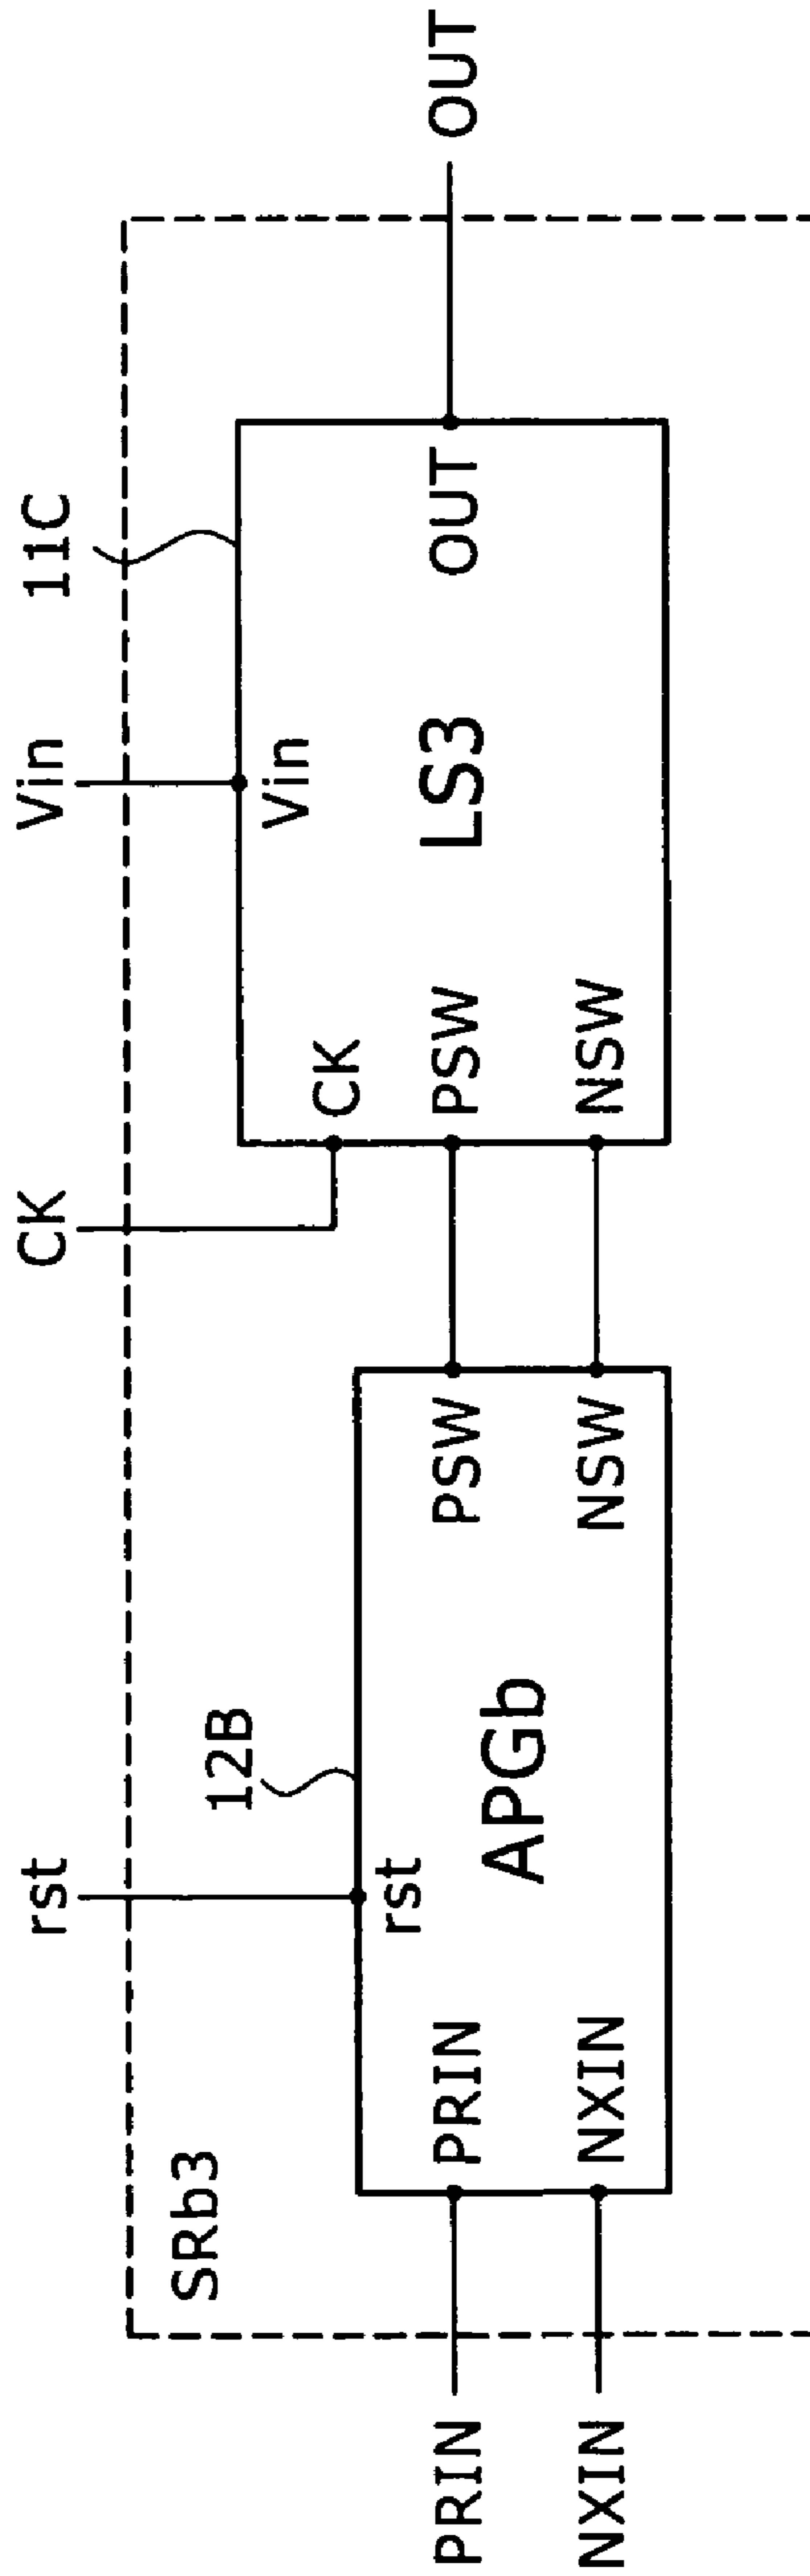 rst
CK
Vin
SRb3
12B
11C
rst
Vin
CK
PRIN
APGb
PSW
PSW
LS3
OUT
OUT
PRIN
NXIN
NSW
NSW
NXIN